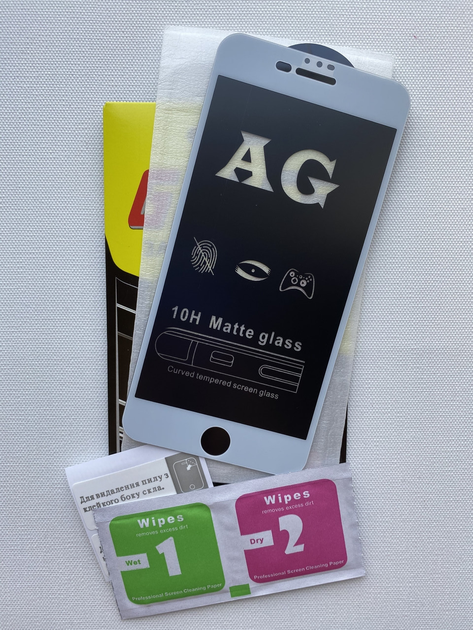 AG
10H Matte glass
Curved tempered screen glass
Для видалення пилу з
клейкого боку скла.
Wipes
removes excess dirt
Wet
1
Professional Screen Cleaning Paper
Wipes
removes excess dirt
Dry
2
Professional Screen Cleaning Paper